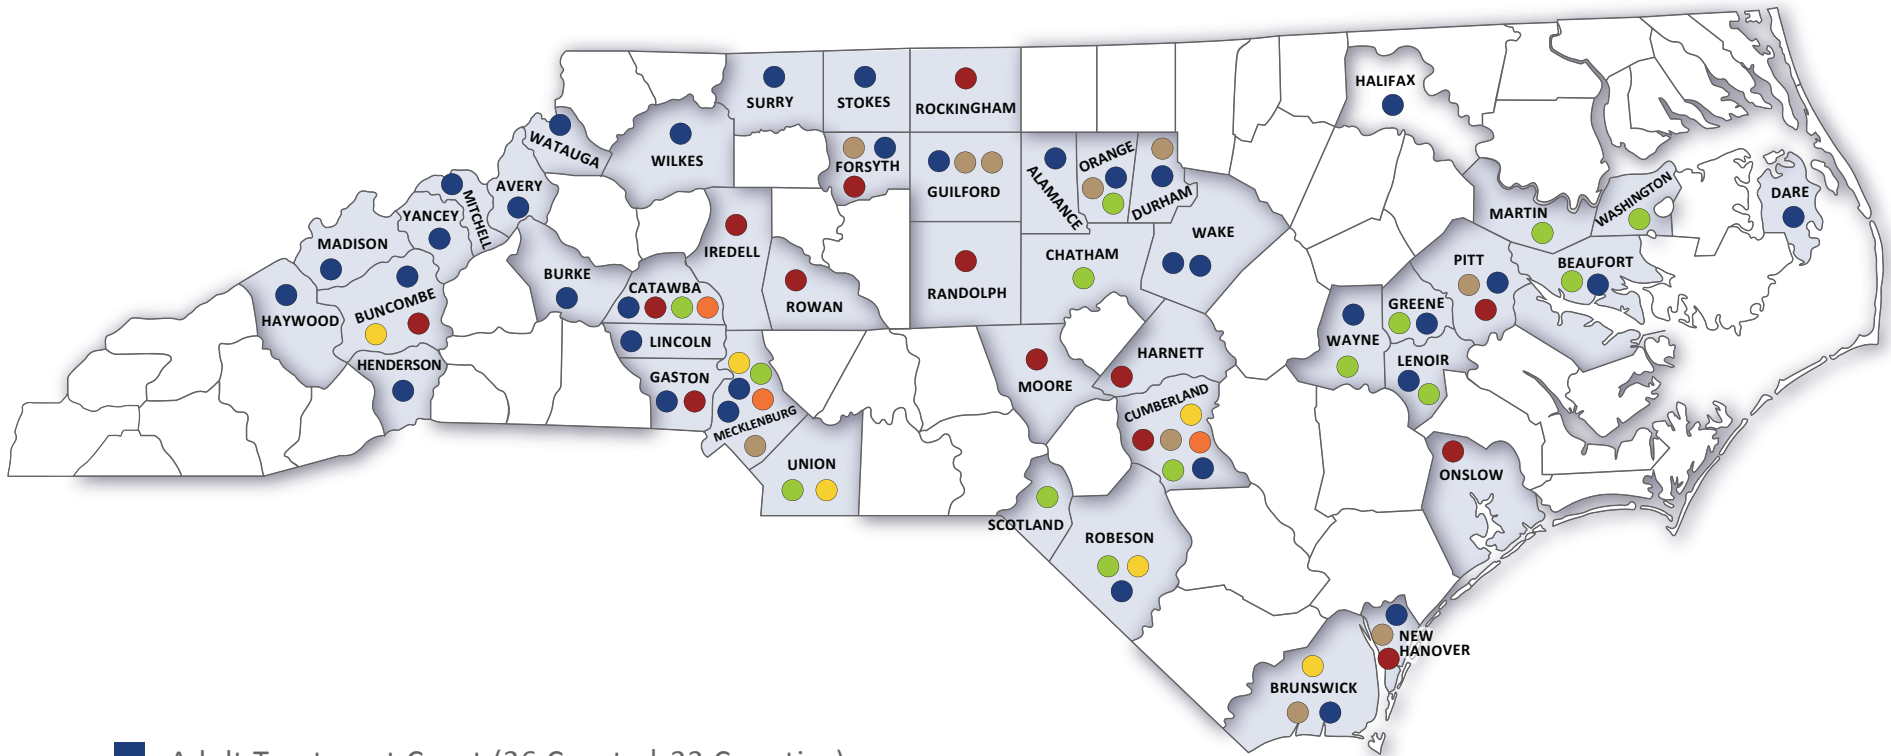 HALIFAX
SURRY
STOKES
ROCKINGHAM
WATAUGA
WILKES
FORSYTH
GUILFORD
ALAMANCE
ORANGE
DURHAM
AVERY
MITCHELL
YANCEY
MADISON
IREDELL
WAKE
MARTIN
WASHINGTON
DARE
CHATHAM
PITT
BEAUFORT
BURKE
CATAWBA
ROWAN
RANDOLPH
BUNCOMBE
HAYWOOD
GREENE
WAYNE
LINCOLN
HARNETT
LENOIR
HENDERSON
GASTON
MOORE
CUMBERLAND
MECKLENBURG
UNION
ONSLOW
SCOTLAND
ROBESON
NEW
HANOVER
BRUNSWICK